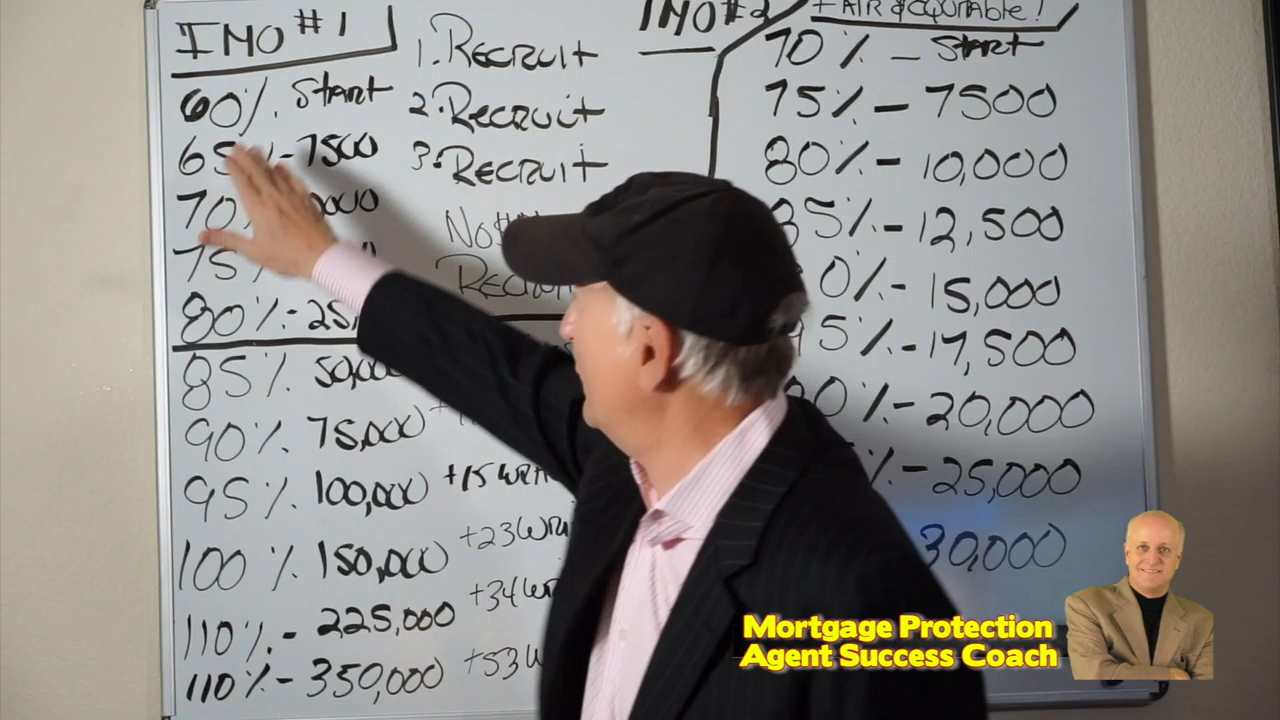 IMO #1
60%. Start
65%-7500
70%
75%
80%-25,
85% 50,000
90% 75,000
95% 100,000 +15
100% 150,000 +23
110%- 225,000 +34
110%- 350,000 +53
1. RECRUIT
2. RECRUIT
3. RECRUIT
IMO #2
FAIR & EQUITABLE!
70% - Start
75% - 7500
80% - 10,000
85% - 12,500
0% - 15,000
5% - 17,500
0% - 20,000
% - 25,000
30,000
Mortgage Protection
Agent Success Coach